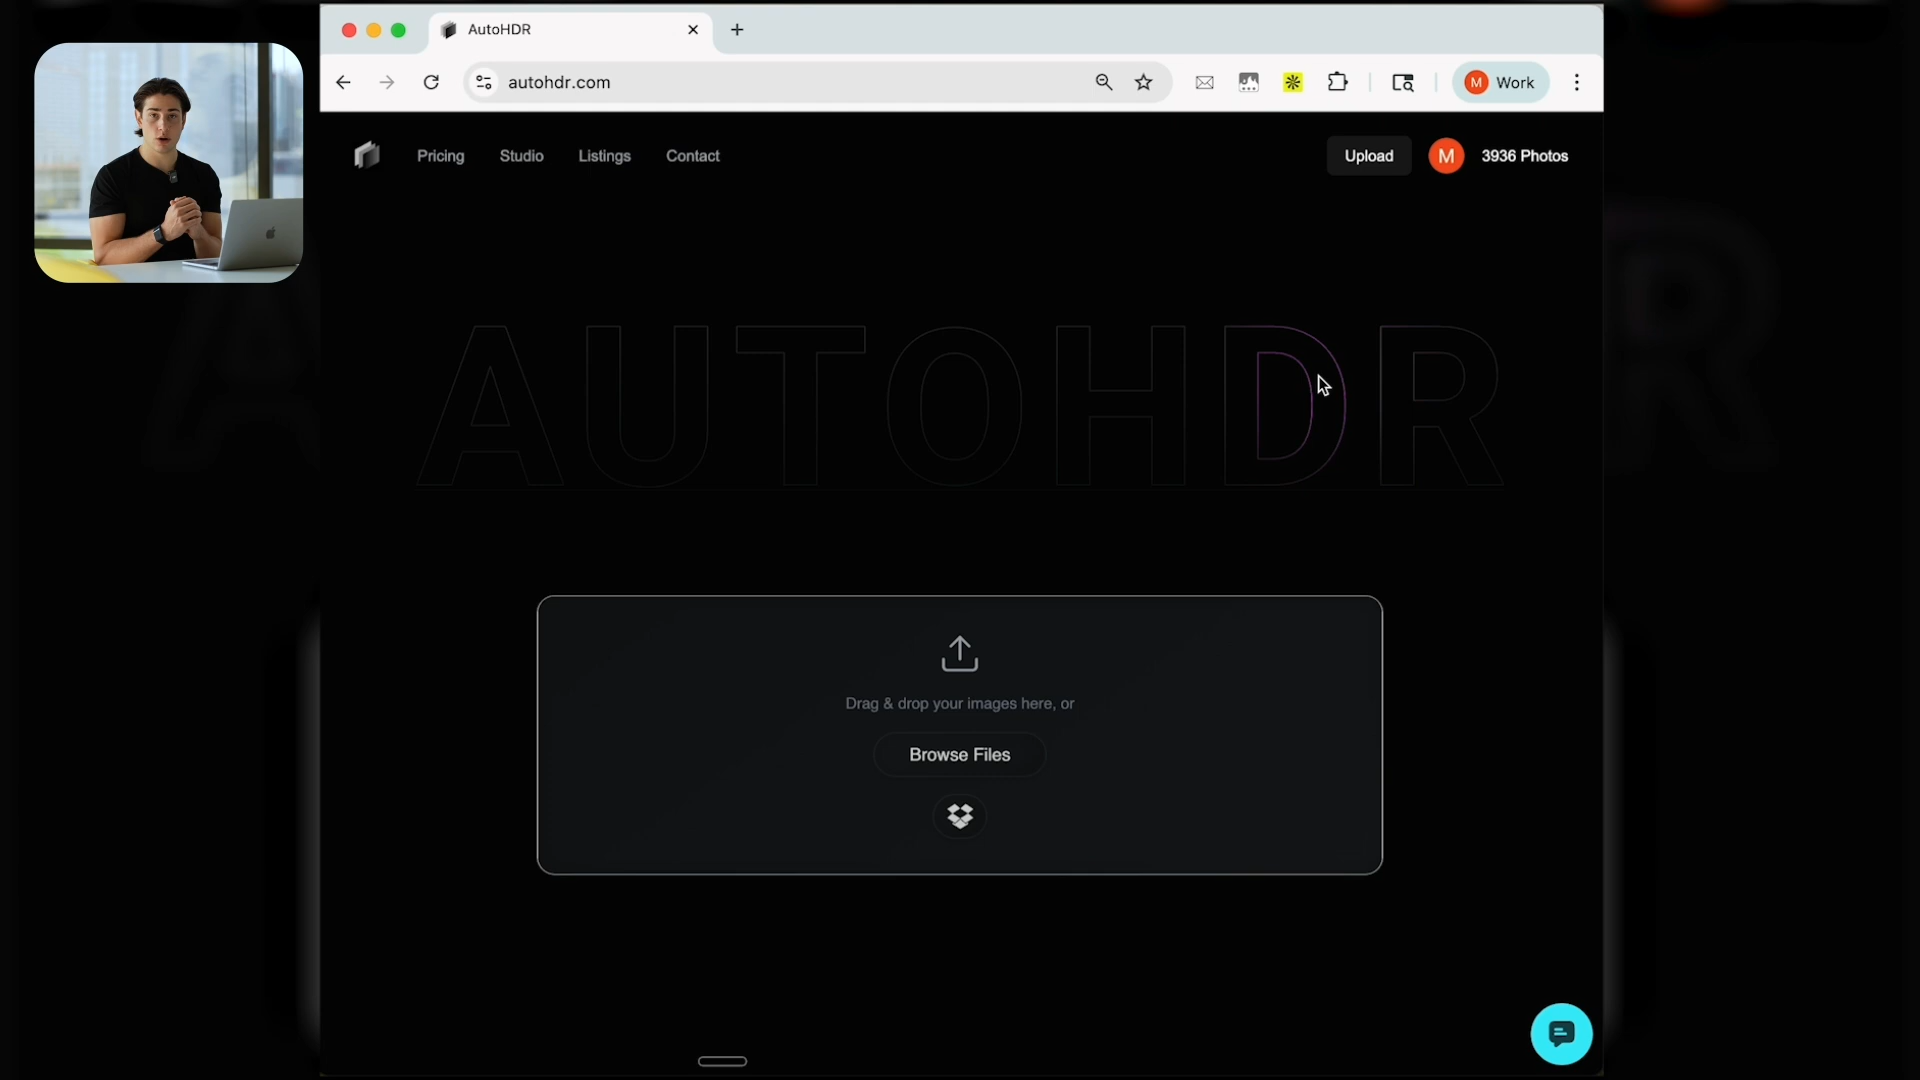 AutoHDR
autohdr.com
M Work
Pricing Studio Listings Contact
Upload M 3936 Photos
AUTOHDR
Drag & drop your images here, or
Browse Files